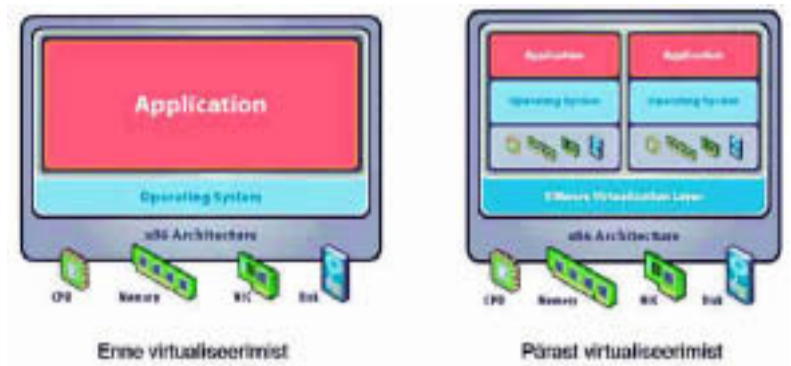 Application
Operating System
x86 Architecture
CPU
Memory
NIC
Disk
Enne virtualiseerimist
Application
Application
Operating System
Operating System
VMware Virtualization Layer
x86 Architecture
CPU
Memory
NIC
Disk
Pärast virtualiseerimist